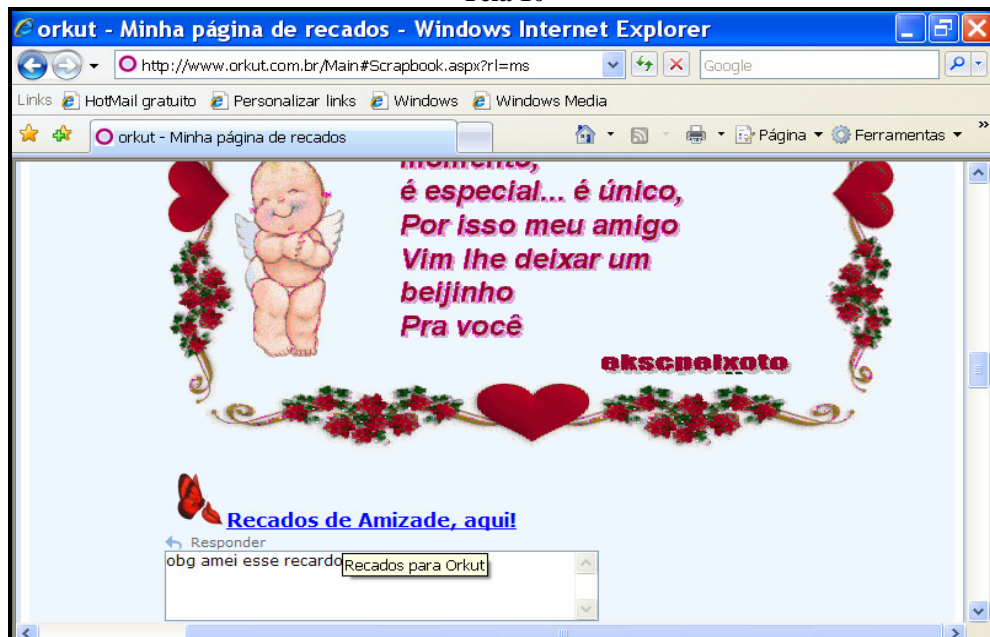 orkut - Minha página de recados - Windows Internet Explorer
http://www.orkut.com.br/Main#Scrapbook.aspx?rl=ms
Google
Links HotMail gratuito Personalizar links Windows Windows Media
orkut - Minha página de recados
Página Ferramentas »
momento,
é especial... é único,
Por isso meu amigo
Vim lhe deixar um
beijinho
Pra você
ekscpeixoto
Recados de Amizade, aqui!
Responder
obg amei esse recardo
Recados para Orkut